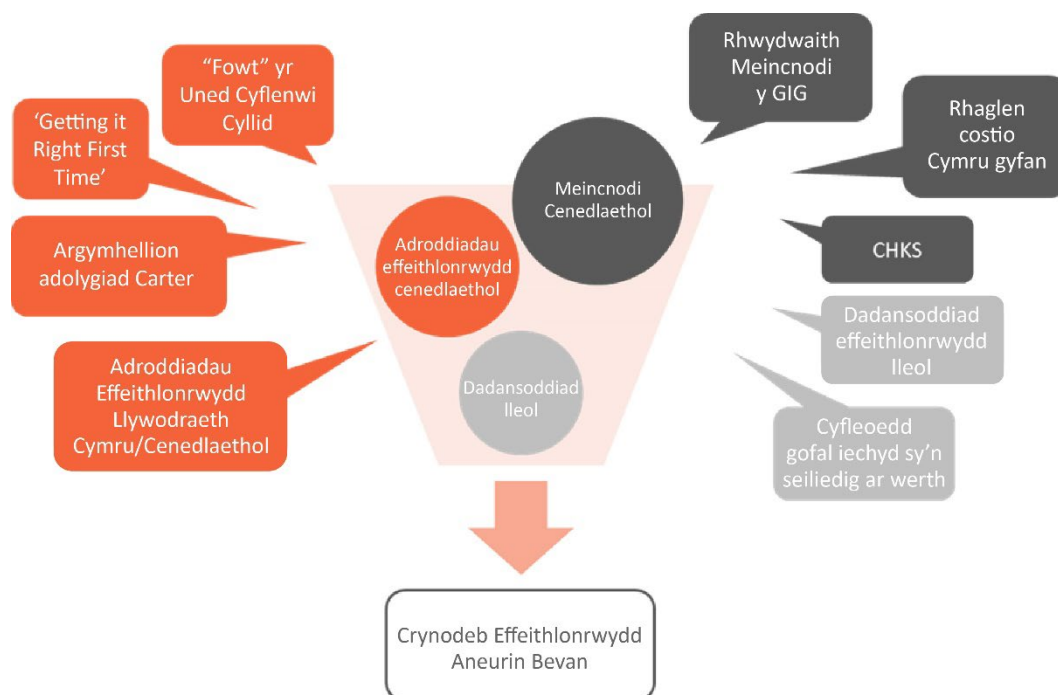 “Fowt” yr
Uned Cyflenwi
Cyllid
‘Getting it
Right First
Time’
Argymhellion
adolygiad Carter
Adroddiadau
Effeithlonrwydd
Llywodraeth
Cymru/Cenedlaethol
Rhwydwaith
Meincnodi
y GIG
Rhaglen
costio
Cymru gyfan
CHKS
Dadansoddiad
effeithlonrwydd
lleol
Cyfleoedd
gofal iechyd sy’n
seiliedig ar werth
Meincnodi
Cenedlaethol
Adroddiadau
effeithlonrwydd
cenedlaethol
Dadansoddiad
lleol
Crynodeb Effeithlonrwydd
Aneurin Bevan